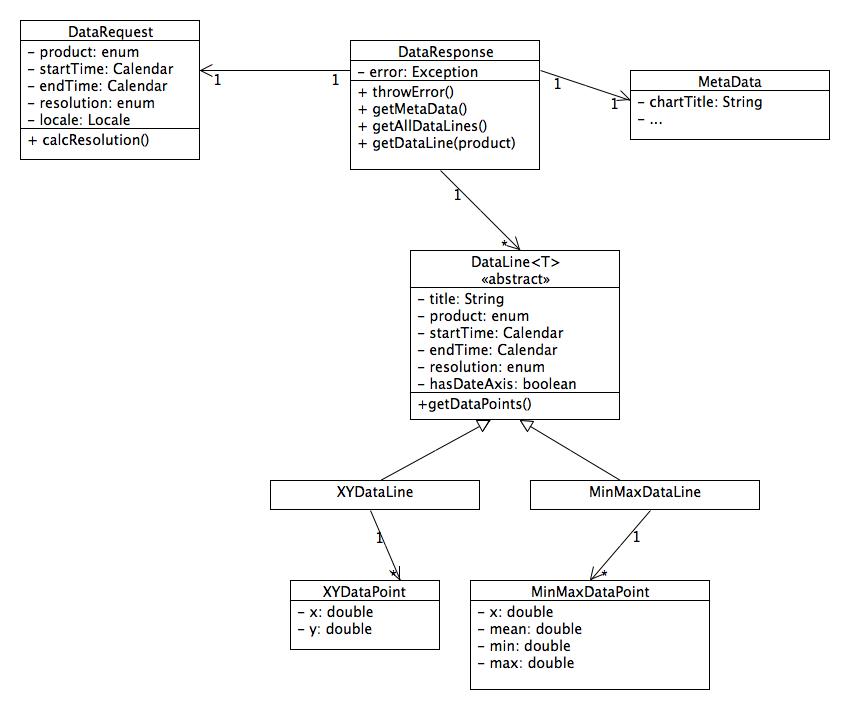 DataRequest
- product: enum
- startTime: Calendar
- endTime: Calendar
- resolution: enum
- locale: Locale
+ calcResolution()
1
1
DataResponse
- error: Exception
+ throwError()
+ getMetaData()
+ getAllDataLines()
+ getDataLine(product)
1
1
MetaData
- chartTitle: String
- ...
1
*
DataLine<T>
«abstract»
- title: String
- product: enum
- startTime: Calendar
- endTime: Calendar
- resolution: enum
- hasDateAxis: boolean
+getDataPoints()
XYDataLine
MinMaxDataLine
1
*
1
*
XYDataPoint
- x: double
- y: double
MinMaxDataPoint
- x: double
- mean: double
- min: double
- max: double